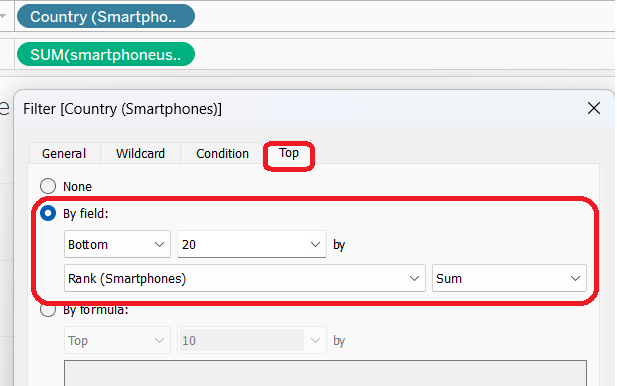 Country (Smartpho..
SUM(smartphoneus..
e
Filter [Country (Smartphones)]
General Wildcard Condition Top
None
By field:
Bottom 20 by
Rank (Smartphones) Sum
By formula:
Top 10 by